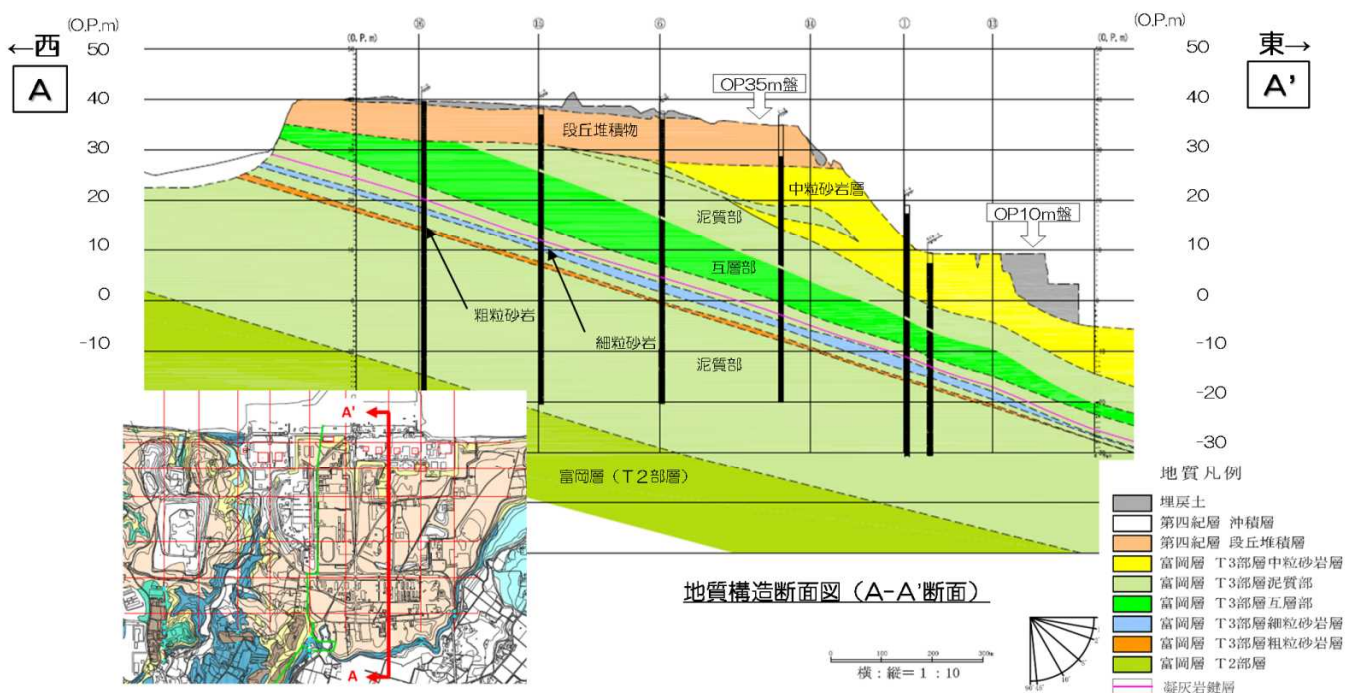 (O.P.m)
(O.P.m)
(O.P.m)
(O.P.m)
←西
A
東→
A'
50
40
30
20
10
0
-10
50
40
30
20
10
0
-10
-20
-30
OP35m盤
段丘堆積物
中粒砂岩層
OP10m盤
泥質部
互層部
粗粒砂岩
細粒砂岩
泥質部
富岡層（T2部層）
A'
A
地質構造断面図（A-A'断面）
0 100 200 300m
横：縦＝1：10
地質凡例
埋戻土
第四紀層 沖積層
第四紀層 段丘堆積層
富岡層 T3部層中粒砂岩層
富岡層 T3部層泥質部
富岡層 T3部層互層部
富岡層 T3部層細粒砂岩層
富岡層 T3部層粗粒砂岩層
富岡層 T2部層
凝灰岩鍵層